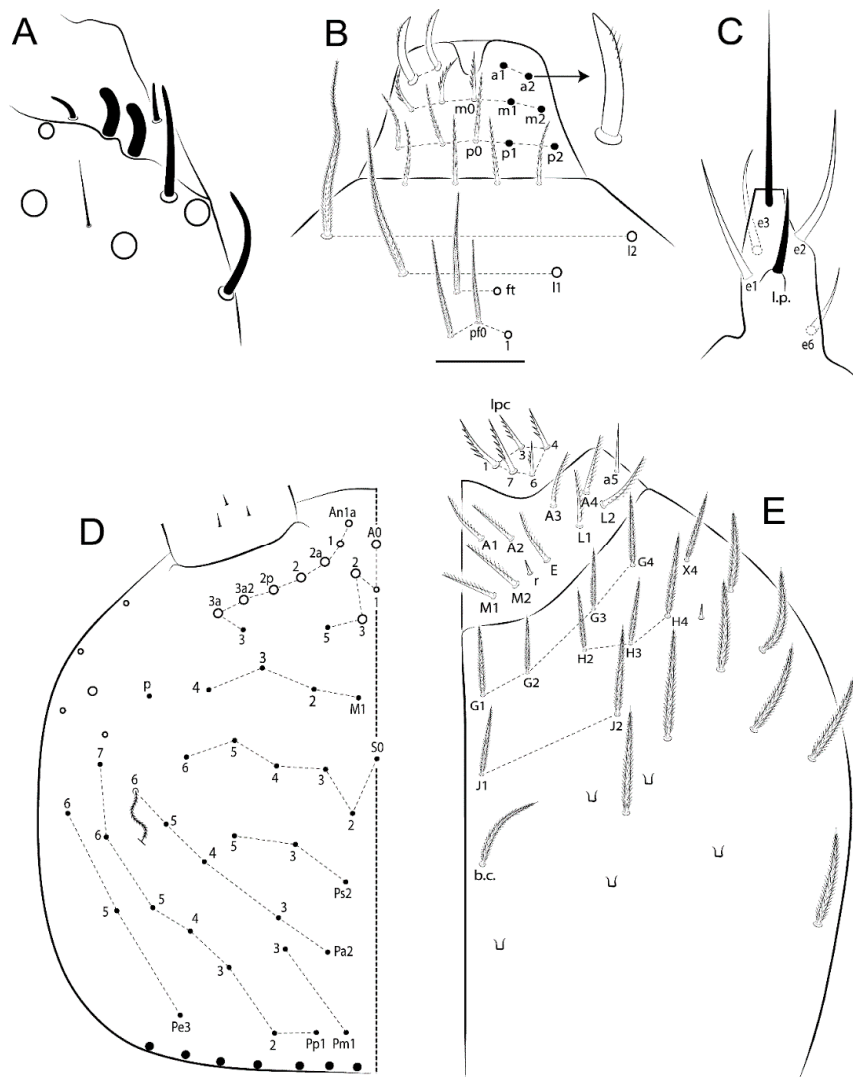 A
B
C
a1
a2
m0
m1
m2
p0
p1
p2
l2
l1
ft
pf0
1
e3
e2
e1
l.p.
e6
D
An1a
A0
1
2a
2
2
2p
3a2
3a
3
5
3
p
4
3
2
M1
S0
6
5
4
3
2
7
6
6
5
4
5
3
Ps2
6
5
4
3
2
Pp1
5
3
Pa2
3
Pm1
Pe3
E
lpc
1
3
4
7
6
a5
A3
A4
L1
L2
A1
A2
E
r
M1
M2
G4
X4
G3
H4
H2
H3
G1
G2
J2
J1
b.c.